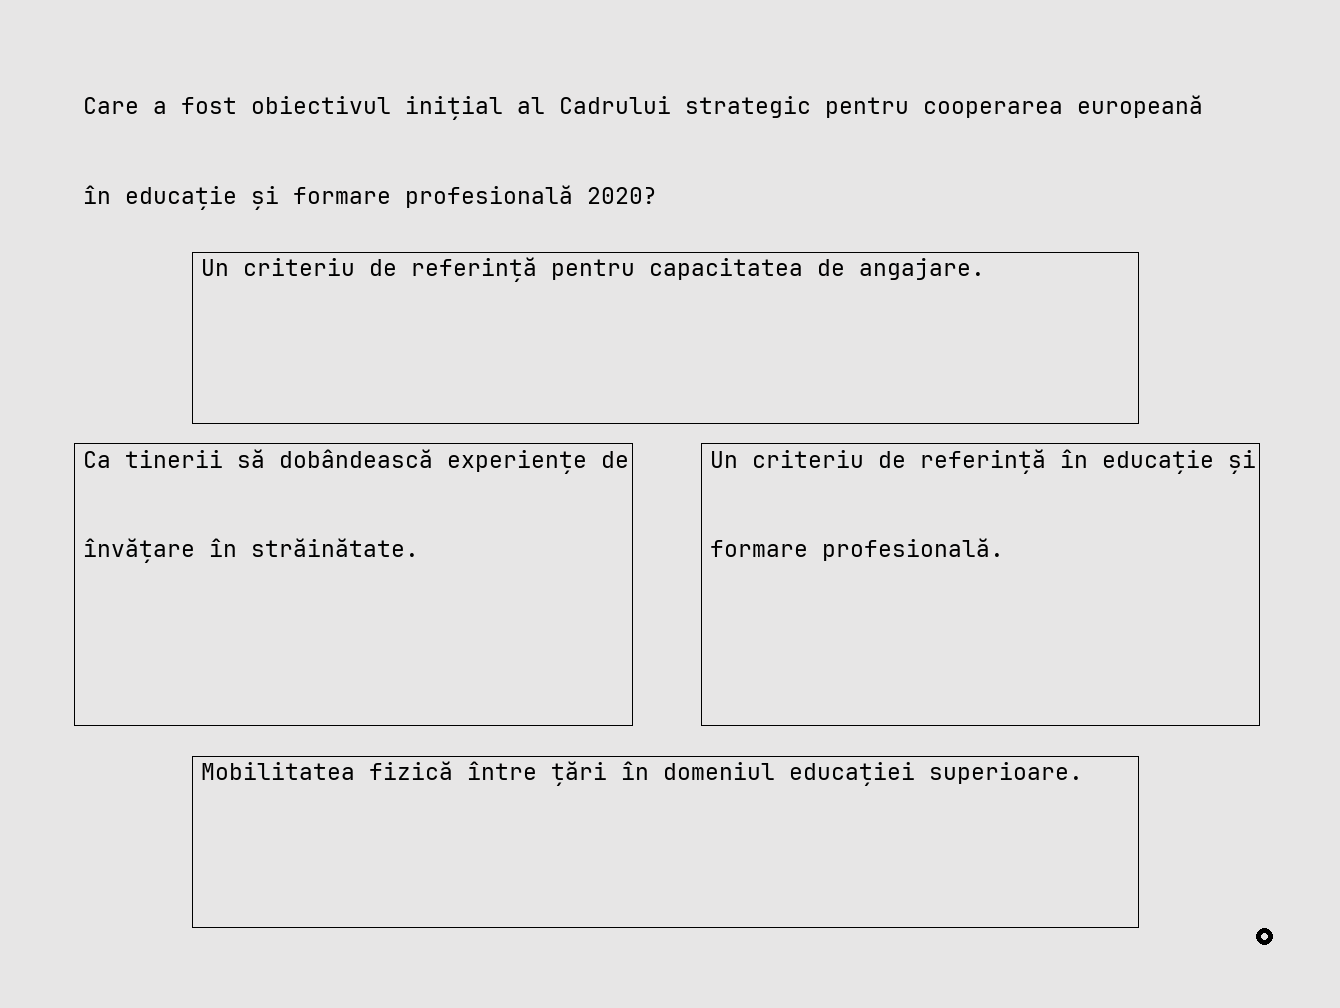 Care a fost obiectivul inițial al Cadrului strategic pentru cooperarea europeană
în educație și formare profesională 2020?
Un criteriu de referință pentru capacitatea de angajare.
Ca tinerii să dobândească experiențe de
învățare în străinătate.
Un criteriu de referință în educație și
formare profesională.
Mobilitatea fizică între țări în domeniul educației superioare.